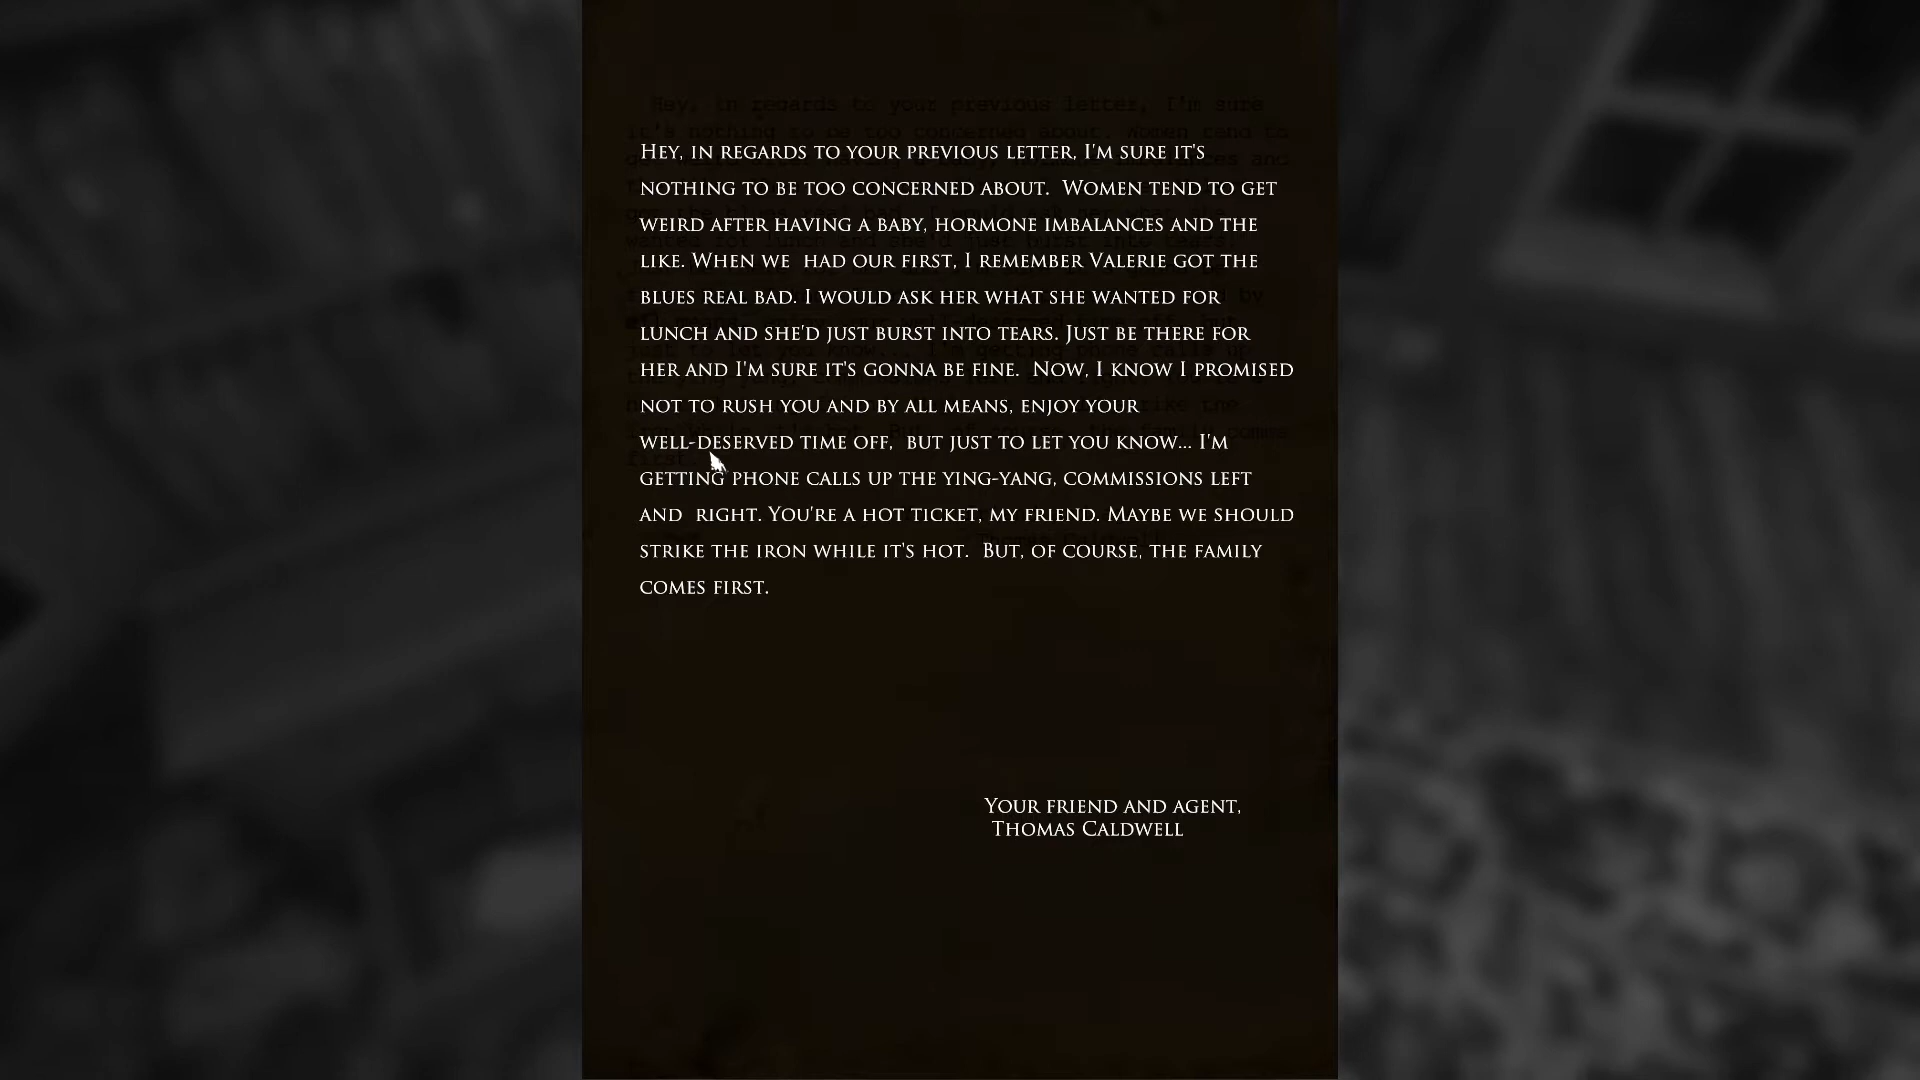 Hey, in regards to your previous letter, I'm sure it's
nothing to be too concerned about.  Women tend to get
weird after having a baby, hormone imbalances and the
like. When we  had our first, I remember Valerie got the
blues real bad. I would ask her what she wanted for
lunch and she'd just burst into tears. Just be there for
her and I'm sure it's gonna be fine.  Now, I know I promised
not to rush you and by all means, enjoy your
well-deserved time off,  but just to let you know... I'm
getting phone calls up the ying-yang, commissions left
and  right. You're a hot ticket, my friend. Maybe we should
strike the iron while it's hot.  But, of course, the family
comes first.
Your friend and agent,
Thomas Caldwell